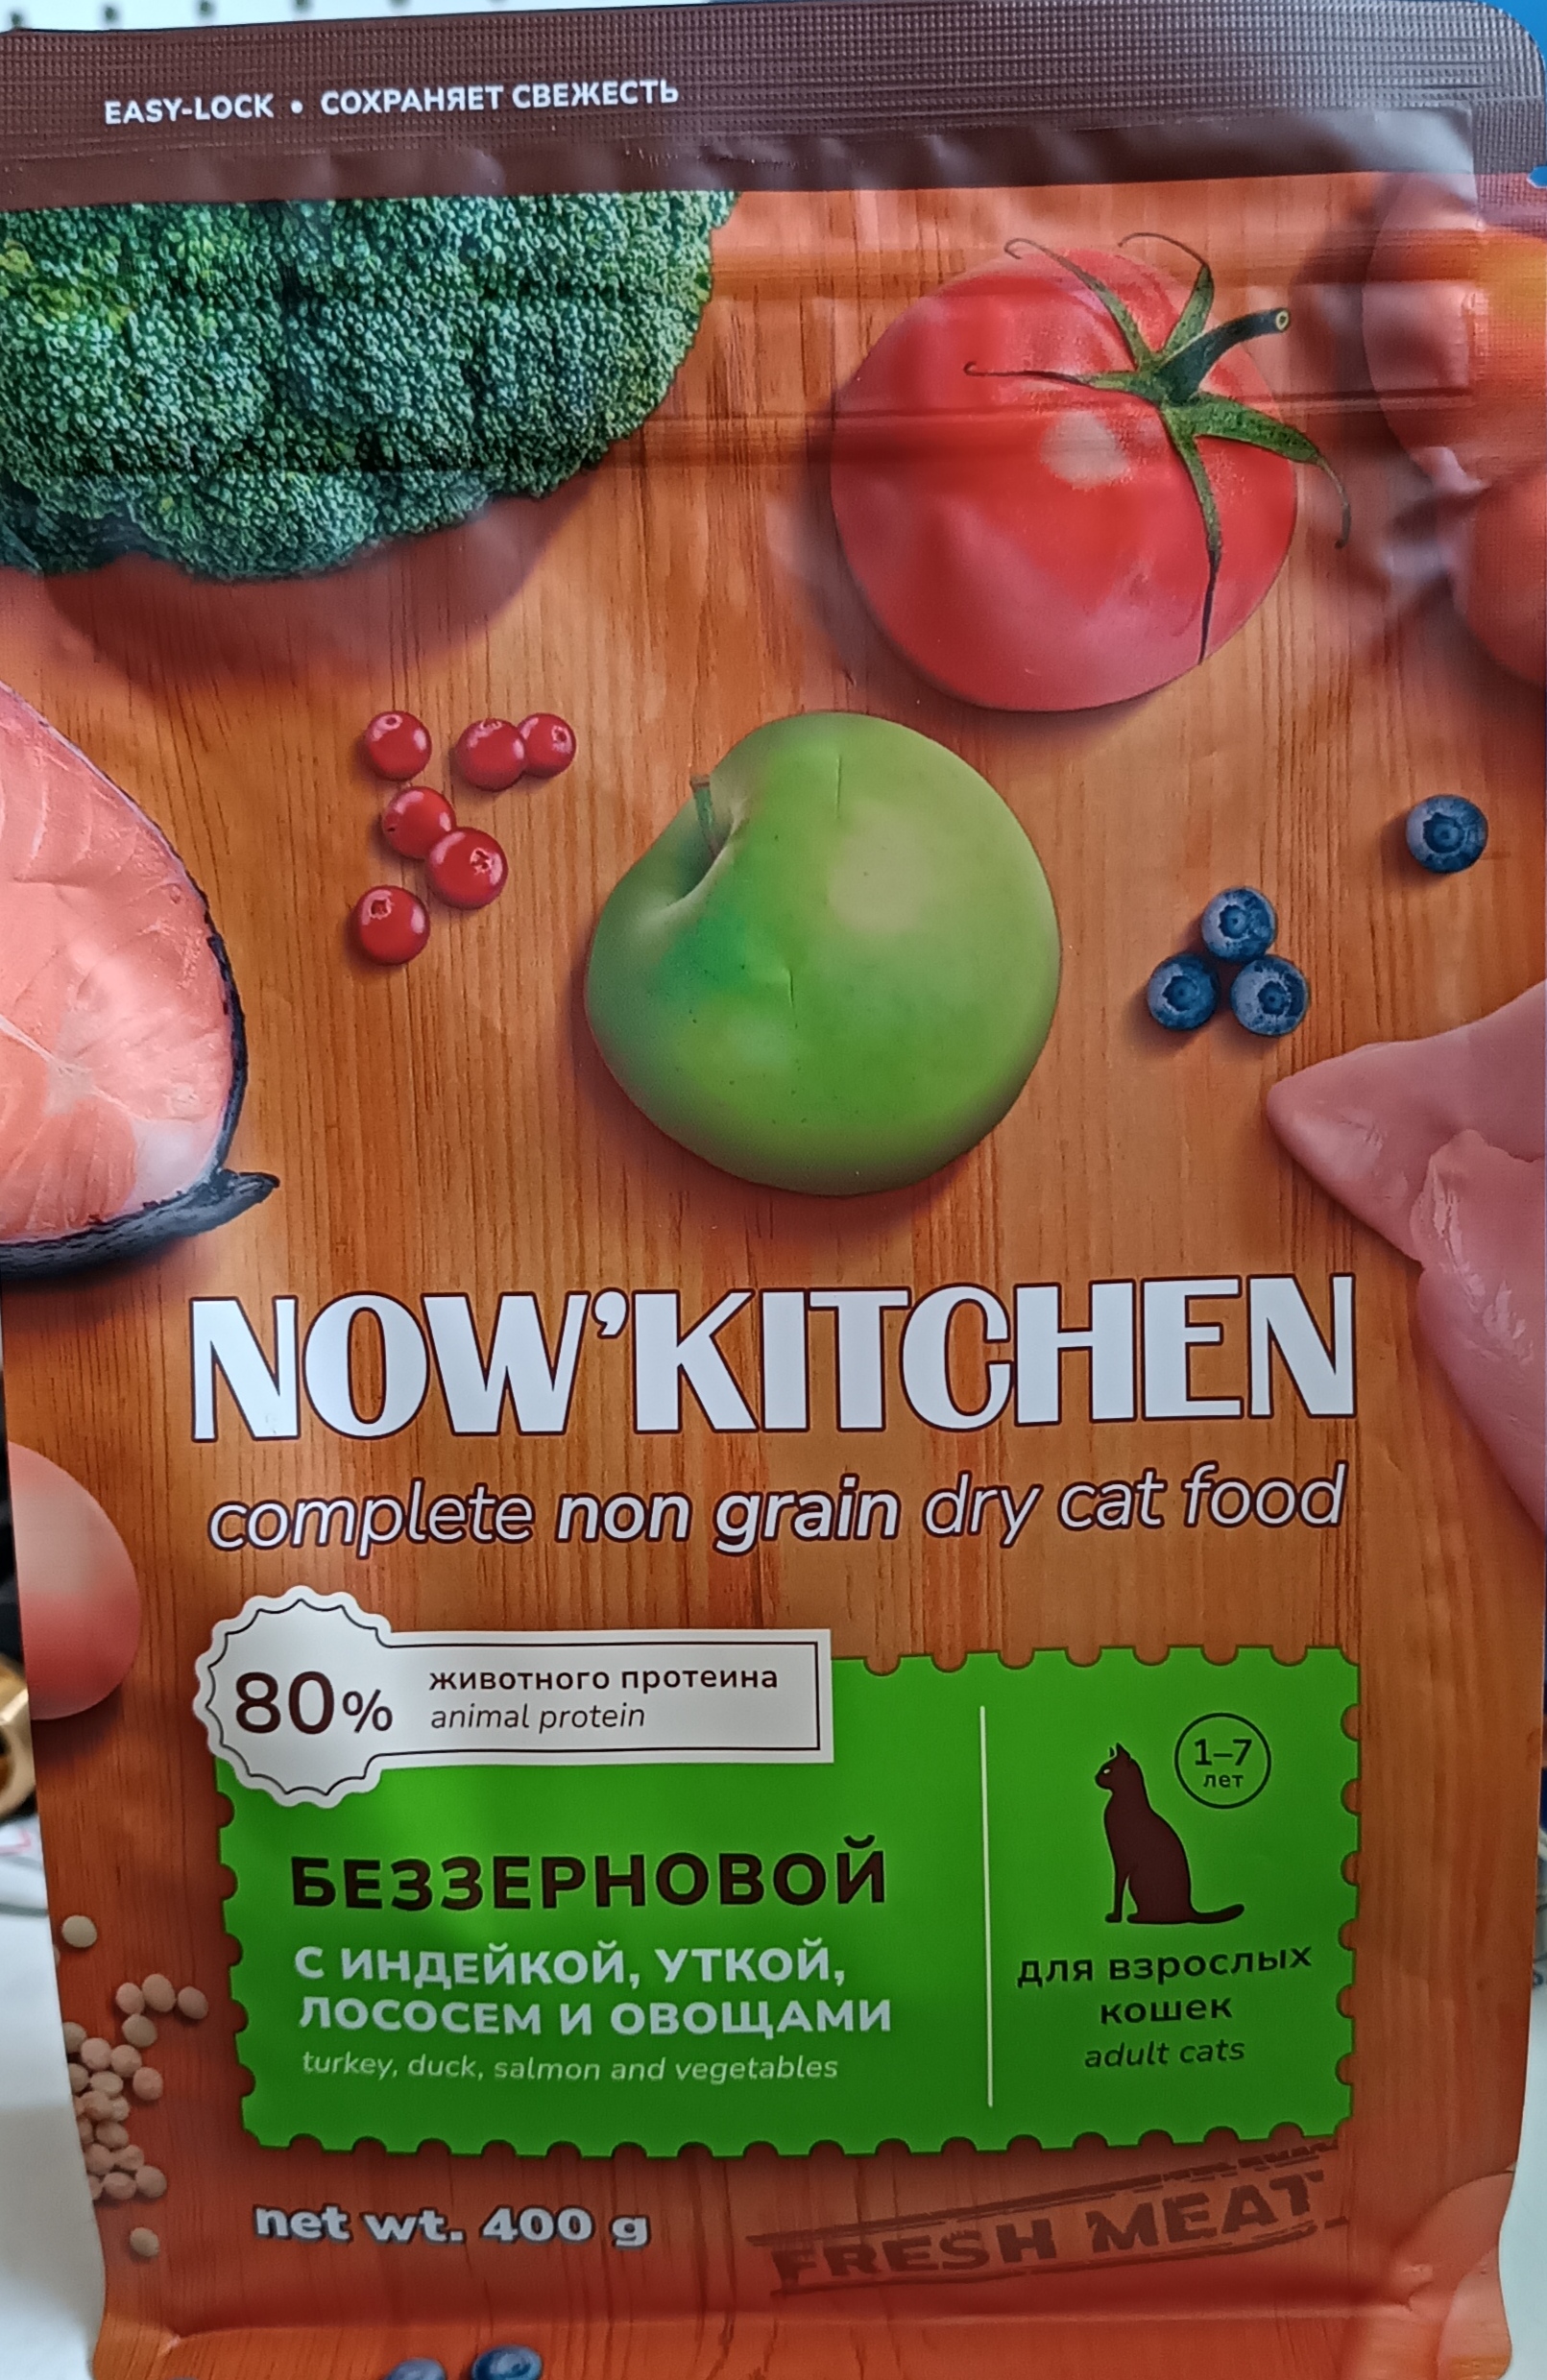 EASY-LOCK • СОХРАНЯЕТ СВЕЖЕСТЬ
NOW'KITCHEN
complete non grain dry cat food
80%
животного протеина
animal protein
БЕЗЗЕРНОВОЙ
С ИНДЕЙКОЙ, УТКОЙ,
ЛОСОСЕМ И ОВОЩАМИ
turkey, duck, salmon and vegetables
1–7
лет
для взрослых
кошек
adult cats
net wt. 400 g
FRESH MEAT